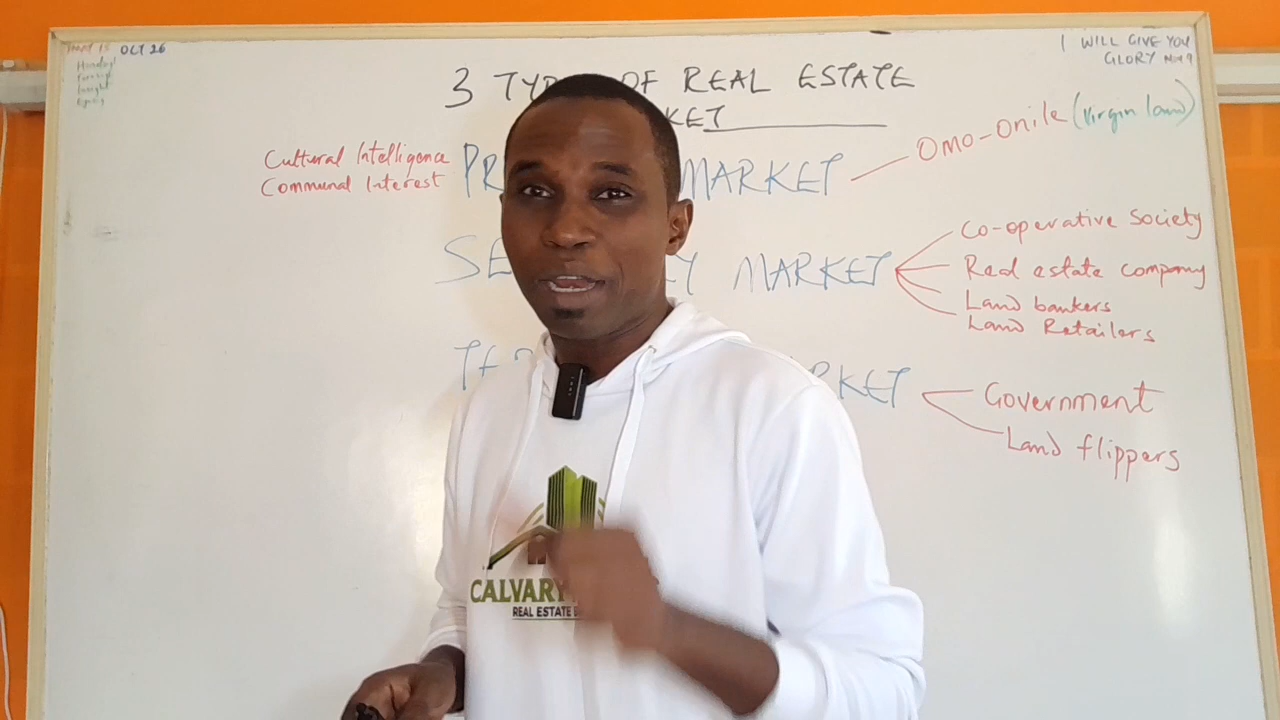 OCT 26
I WILL GIVE YOU
GLORY
3 TYP OF REAL ESTATE
KET
Omo-onile (Virgin land)
Cultural Intelligence
Communal Interest
PR MARKET
SE Y MARKET
Co-operative Society
Real estate company
Land bankers
Land Retailers
TER RKET
Government
Land flippers
CALVARY
REAL ESTATE